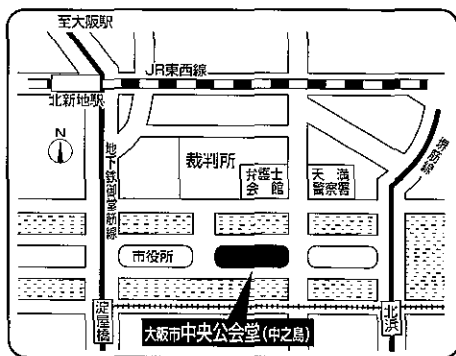 至大阪駅
JR東西線
北新地駅
N
地下鉄御堂筋線
裁判所
弁護士
会館
天満
警察署
堺筋線
市役所
淀屋橋
北浜
大阪市中央公会堂(中之島)